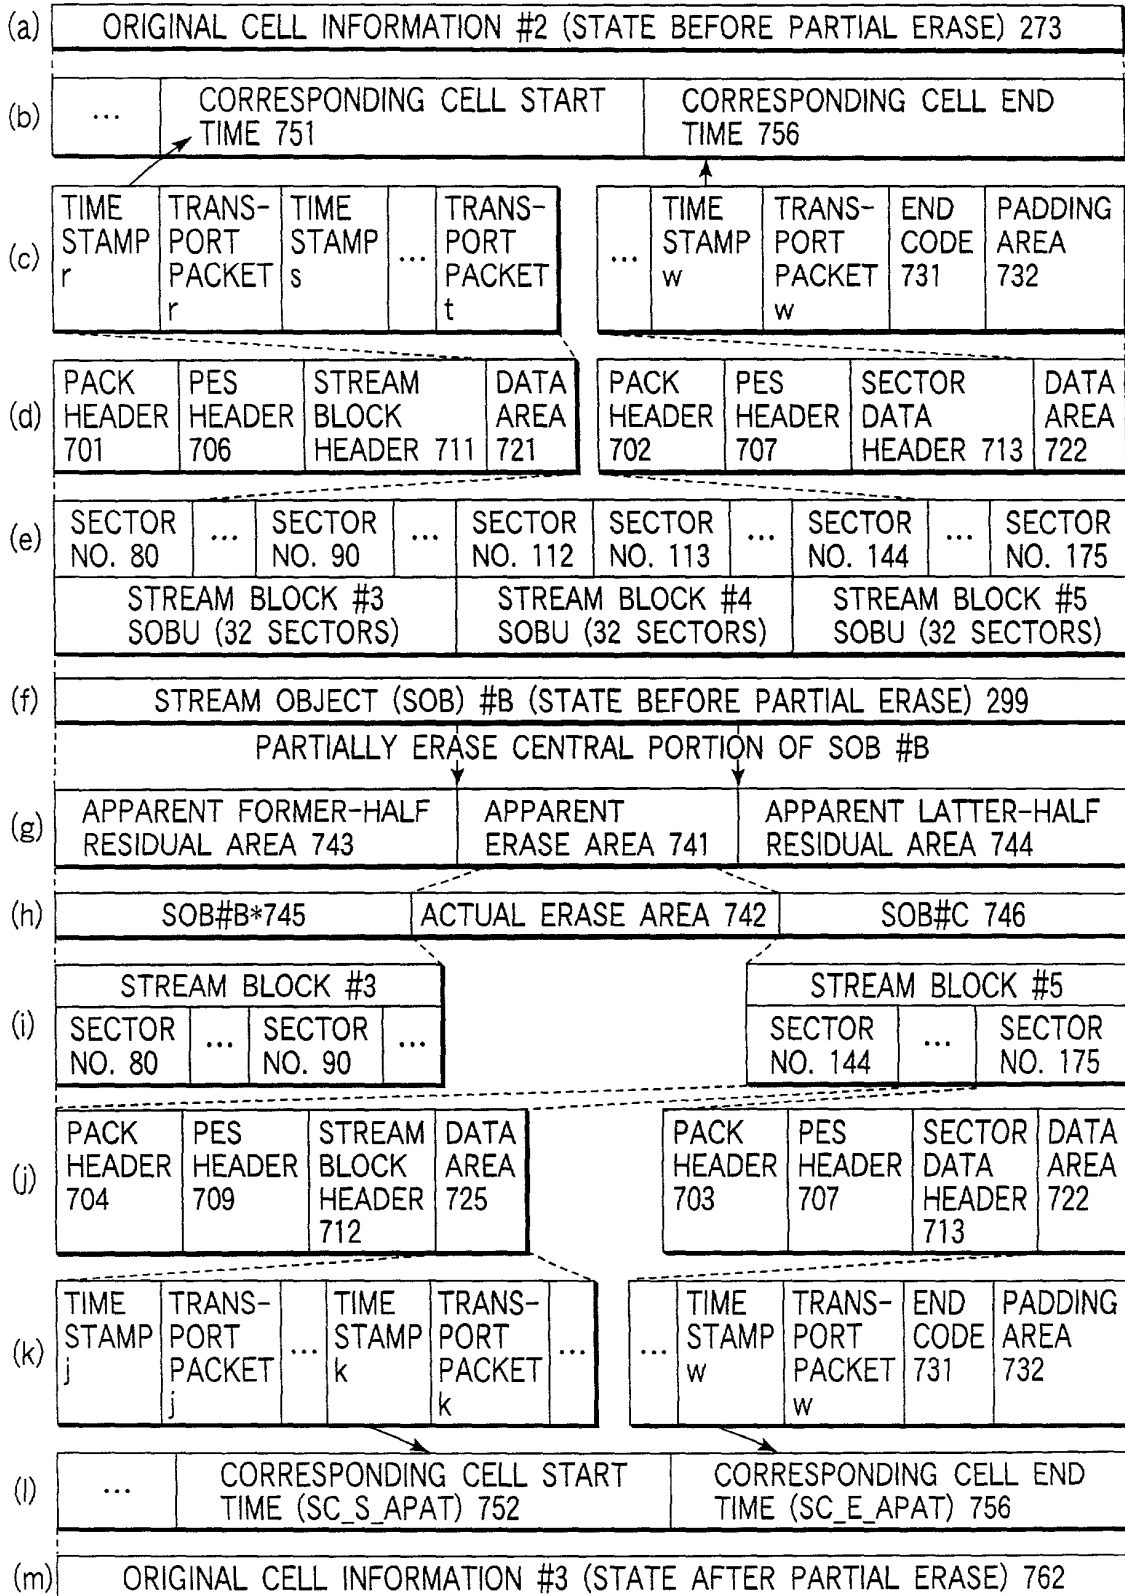 (a) ORIGINAL CELL INFORMATION #2 (STATE BEFORE PARTIAL ERASE) 273
(b) ... CORRESPONDING CELL START TIME 751 CORRESPONDING CELL END TIME 756
(c) TIME STAMP r TRANS-PORT PACKET r TIME STAMP s ... TRANS-PORT PACKET t ... TIME STAMP w TRANS-PORT PACKET w END CODE 731 PADDING AREA 732
(d) PACK HEADER 701 PES HEADER 706 STREAM BLOCK HEADER 711 DATA AREA 721 PACK HEADER 702 PES HEADER 707 SECTOR DATA HEADER 713 DATA AREA 722
(e) SECTOR NO. 80 ... SECTOR NO. 90 ... SECTOR NO. 112 SECTOR NO. 113 ... SECTOR NO. 144 ... SECTOR NO. 175
STREAM BLOCK #3 SOBU (32 SECTORS) STREAM BLOCK #4 SOBU (32 SECTORS) STREAM BLOCK #5 SOBU (32 SECTORS)
(f) STREAM OBJECT (SOB) #B (STATE BEFORE PARTIAL ERASE) 299
PARTIALLY ERASE CENTRAL PORTION OF SOB #B
(g) APPARENT FORMER-HALF RESIDUAL AREA 743 APPARENT ERASE AREA 741 APPARENT LATTER-HALF RESIDUAL AREA 744
(h) SOB#B*745 ACTUAL ERASE AREA 742 SOB#C 746
(i) STREAM BLOCK #3 STREAM BLOCK #5
SECTOR NO. 80 ... SECTOR NO. 90 ... SECTOR NO. 144 ... SECTOR NO. 175
(j) PACK HEADER 704 PES HEADER 709 STREAM BLOCK HEADER 712 DATA AREA 725 PACK HEADER 703 PES HEADER 707 SECTOR DATA HEADER 713 DATA AREA 722
(k) TIME STAMP j TRANS-PORT PACKET j ... TIME STAMP k TRANS-PORT PACKET k ... ... TIME STAMP w TRANS-PORT PACKET w END CODE 731 PADDING AREA 732
(l) ... CORRESPONDING CELL START TIME (SC_S_APAT) 752 CORRESPONDING CELL END TIME (SC_E_APAT) 756
(m) ORIGINAL CELL INFORMATION #3 (STATE AFTER PARTIAL ERASE) 762